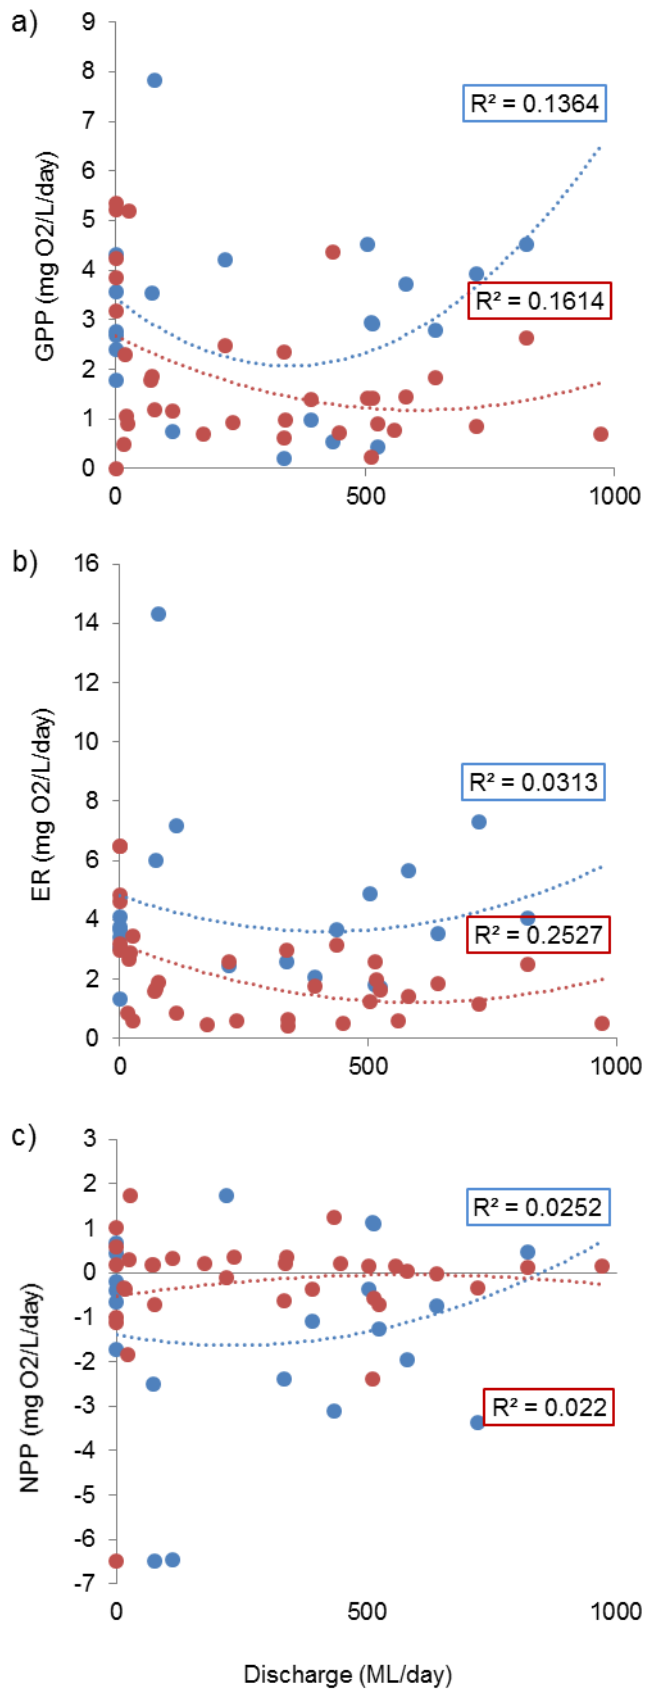 a)
9
8
7
6
5
4
3
2
1
0
GPP (mg O2/L/day)
R² = 0.1364
R² = 0.1614
0 500 1000
b)
16
14
12
10
8
6
4
2
0
ER (mg O2/L/day)
R² = 0.0313
R² = 0.2527
0 500 1000
c)
3
2
1
0
-1
-2
-3
-4
-5
-6
-7
NPP (mg O2/L/day)
R² = 0.0252
R² = 0.022
0 500 1000
Discharge (ML/day)